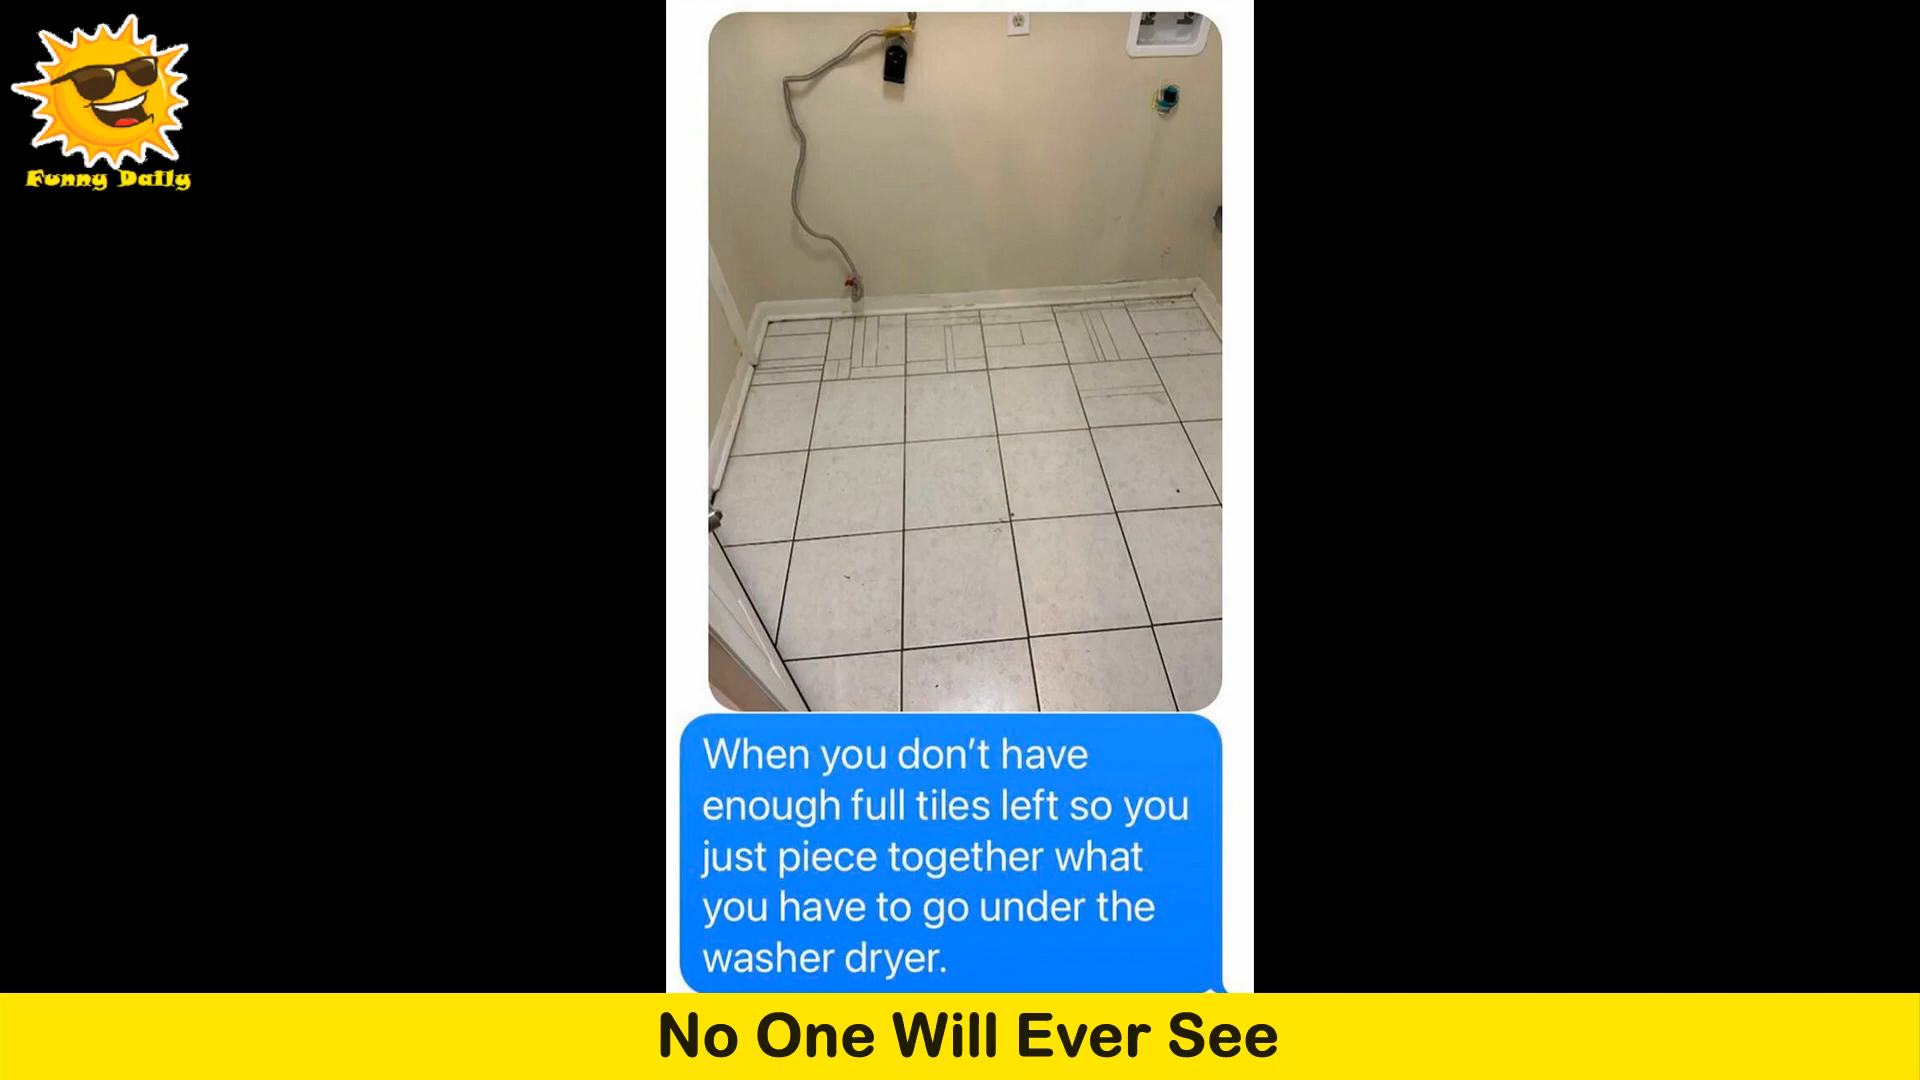 Funny Daily
When you don’t have
enough full tiles left so you
just piece together what
you have to go under the
washer dryer.
No One Will Ever See